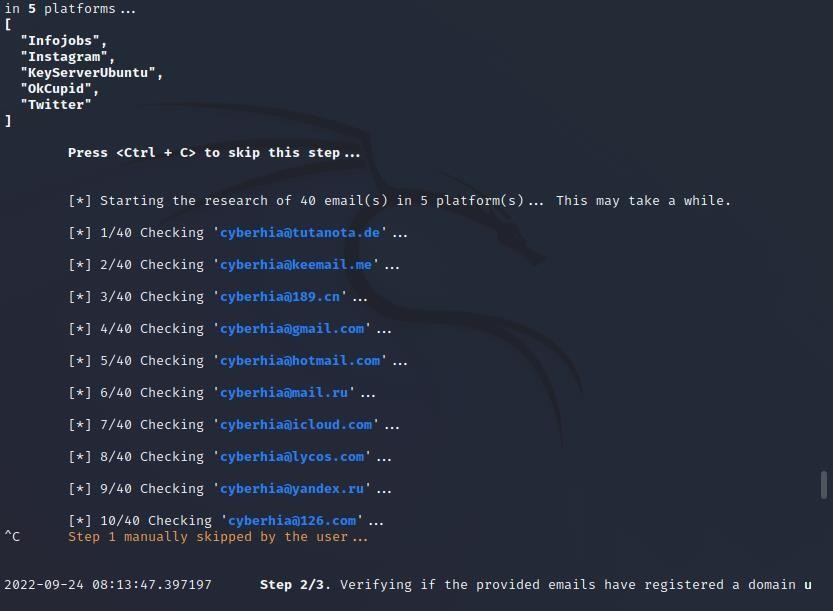 in 5 platforms...
[
"Infojobs",
"Instagram",
"KeyServerUbuntu",
"OkCupid",
"Twitter"
]
Press <Ctrl + C> to skip this step...
[*] Starting the research of 40 email(s) in 5 platform(s)... This may take a while.
[*] 1/40 Checking 'cyberhia@tutanota.de'...
[*] 2/40 Checking 'cyberhia@keemail.me'...
[*] 3/40 Checking 'cyberhia@189.cn'...
[*] 4/40 Checking 'cyberhia@gmail.com'...
[*] 5/40 Checking 'cyberhia@hotmail.com'...
[*] 6/40 Checking 'cyberhia@mail.ru'...
[*] 7/40 Checking 'cyberhia@icloud.com'...
[*] 8/40 Checking 'cyberhia@lycos.com'...
[*] 9/40 Checking 'cyberhia@yandex.ru'...
[*] 10/40 Checking 'cyberhia@126.com'...
^C Step 1 manually skipped by the user...
2022-09-24 08:13:47.397197 Step 2/3. Verifying if the provided emails have registered a domain u